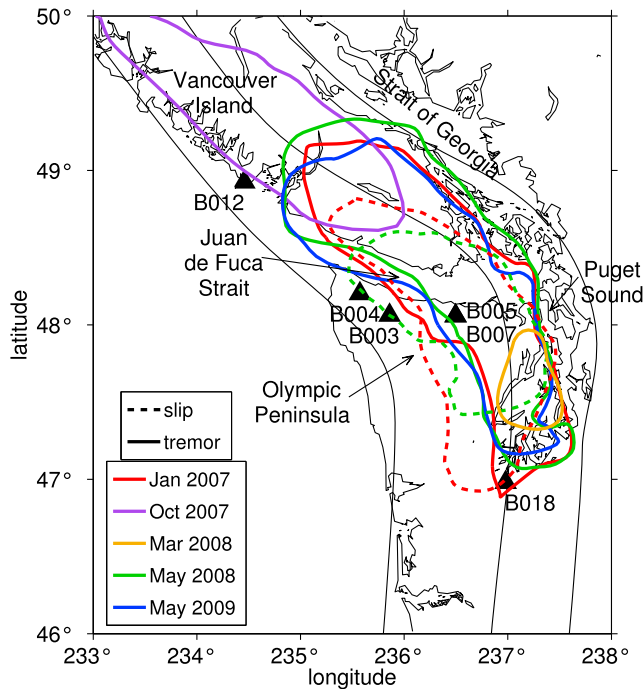 50°
49°
48°
47°
46°
latitude
233°
234°
235°
236°
237°
238°
longitude
Vancouver
Island
Strait of Georgia
B012
Juan
de Fuca
Strait
Puget
Sound
B004
B003
B005
B007
Olympic
Peninsula
B018
slip
tremor
Jan 2007
Oct 2007
Mar 2008
May 2008
May 2009